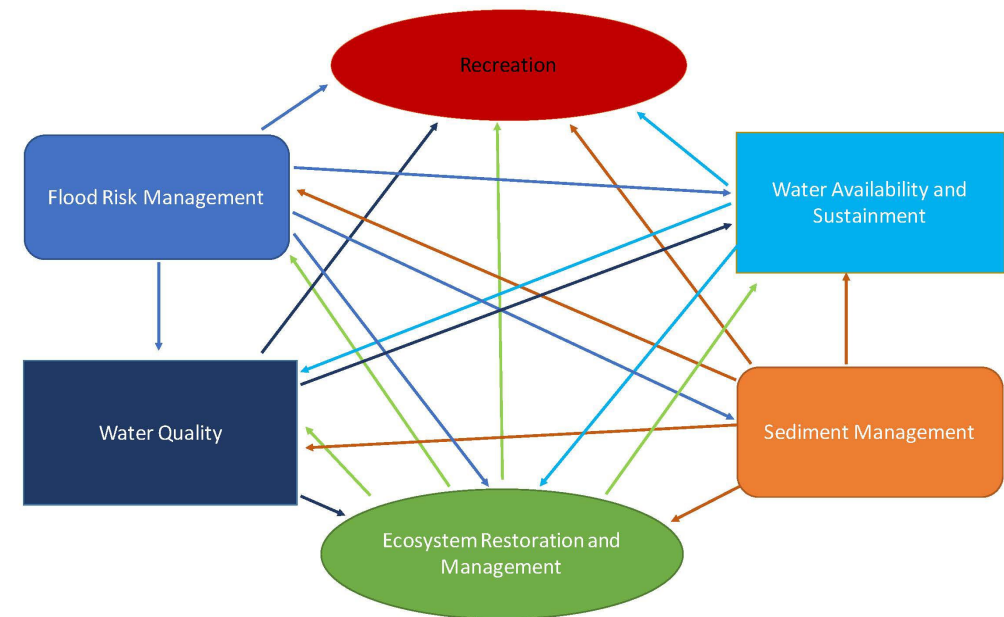 Recreation
Flood Risk Management
Water Availability and
Sustainment
Water Quality
Sediment Management
Ecosystem Restoration and
Management